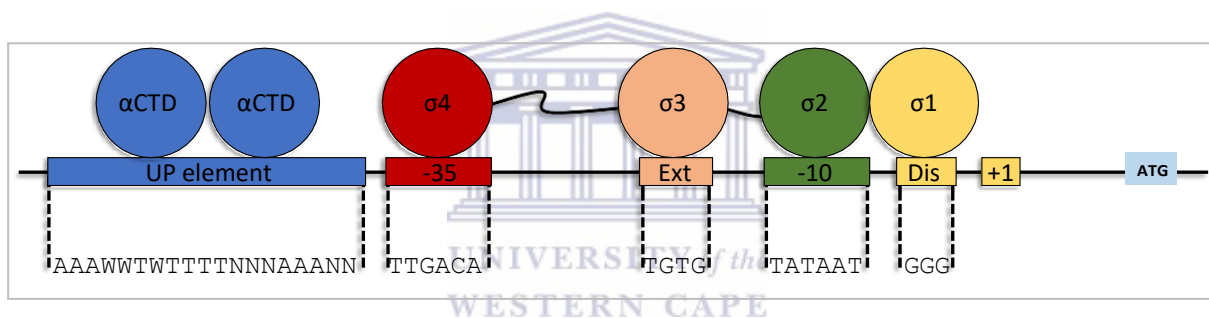 αCTD αCTD σ4 σ3 σ2 σ1
UP element -35 Ext -10 Dis +1 ATG
AAAWWTWTTTTNNNAAANN TTGACA TGTG TATAAT GGG
UNIVERSITY of the
WESTERN CAPE